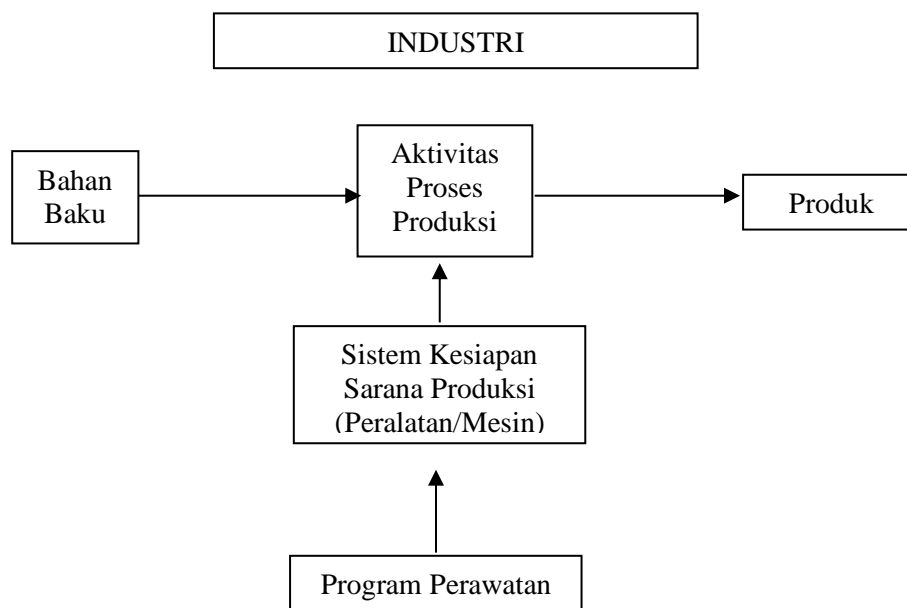 INDUSTRI
Bahan
Baku
Aktivitas
Proses
Produksi
Produk
Sistem Kesiapan
Sarana Produksi
(Peralatan/Mesin)
Program Perawatan